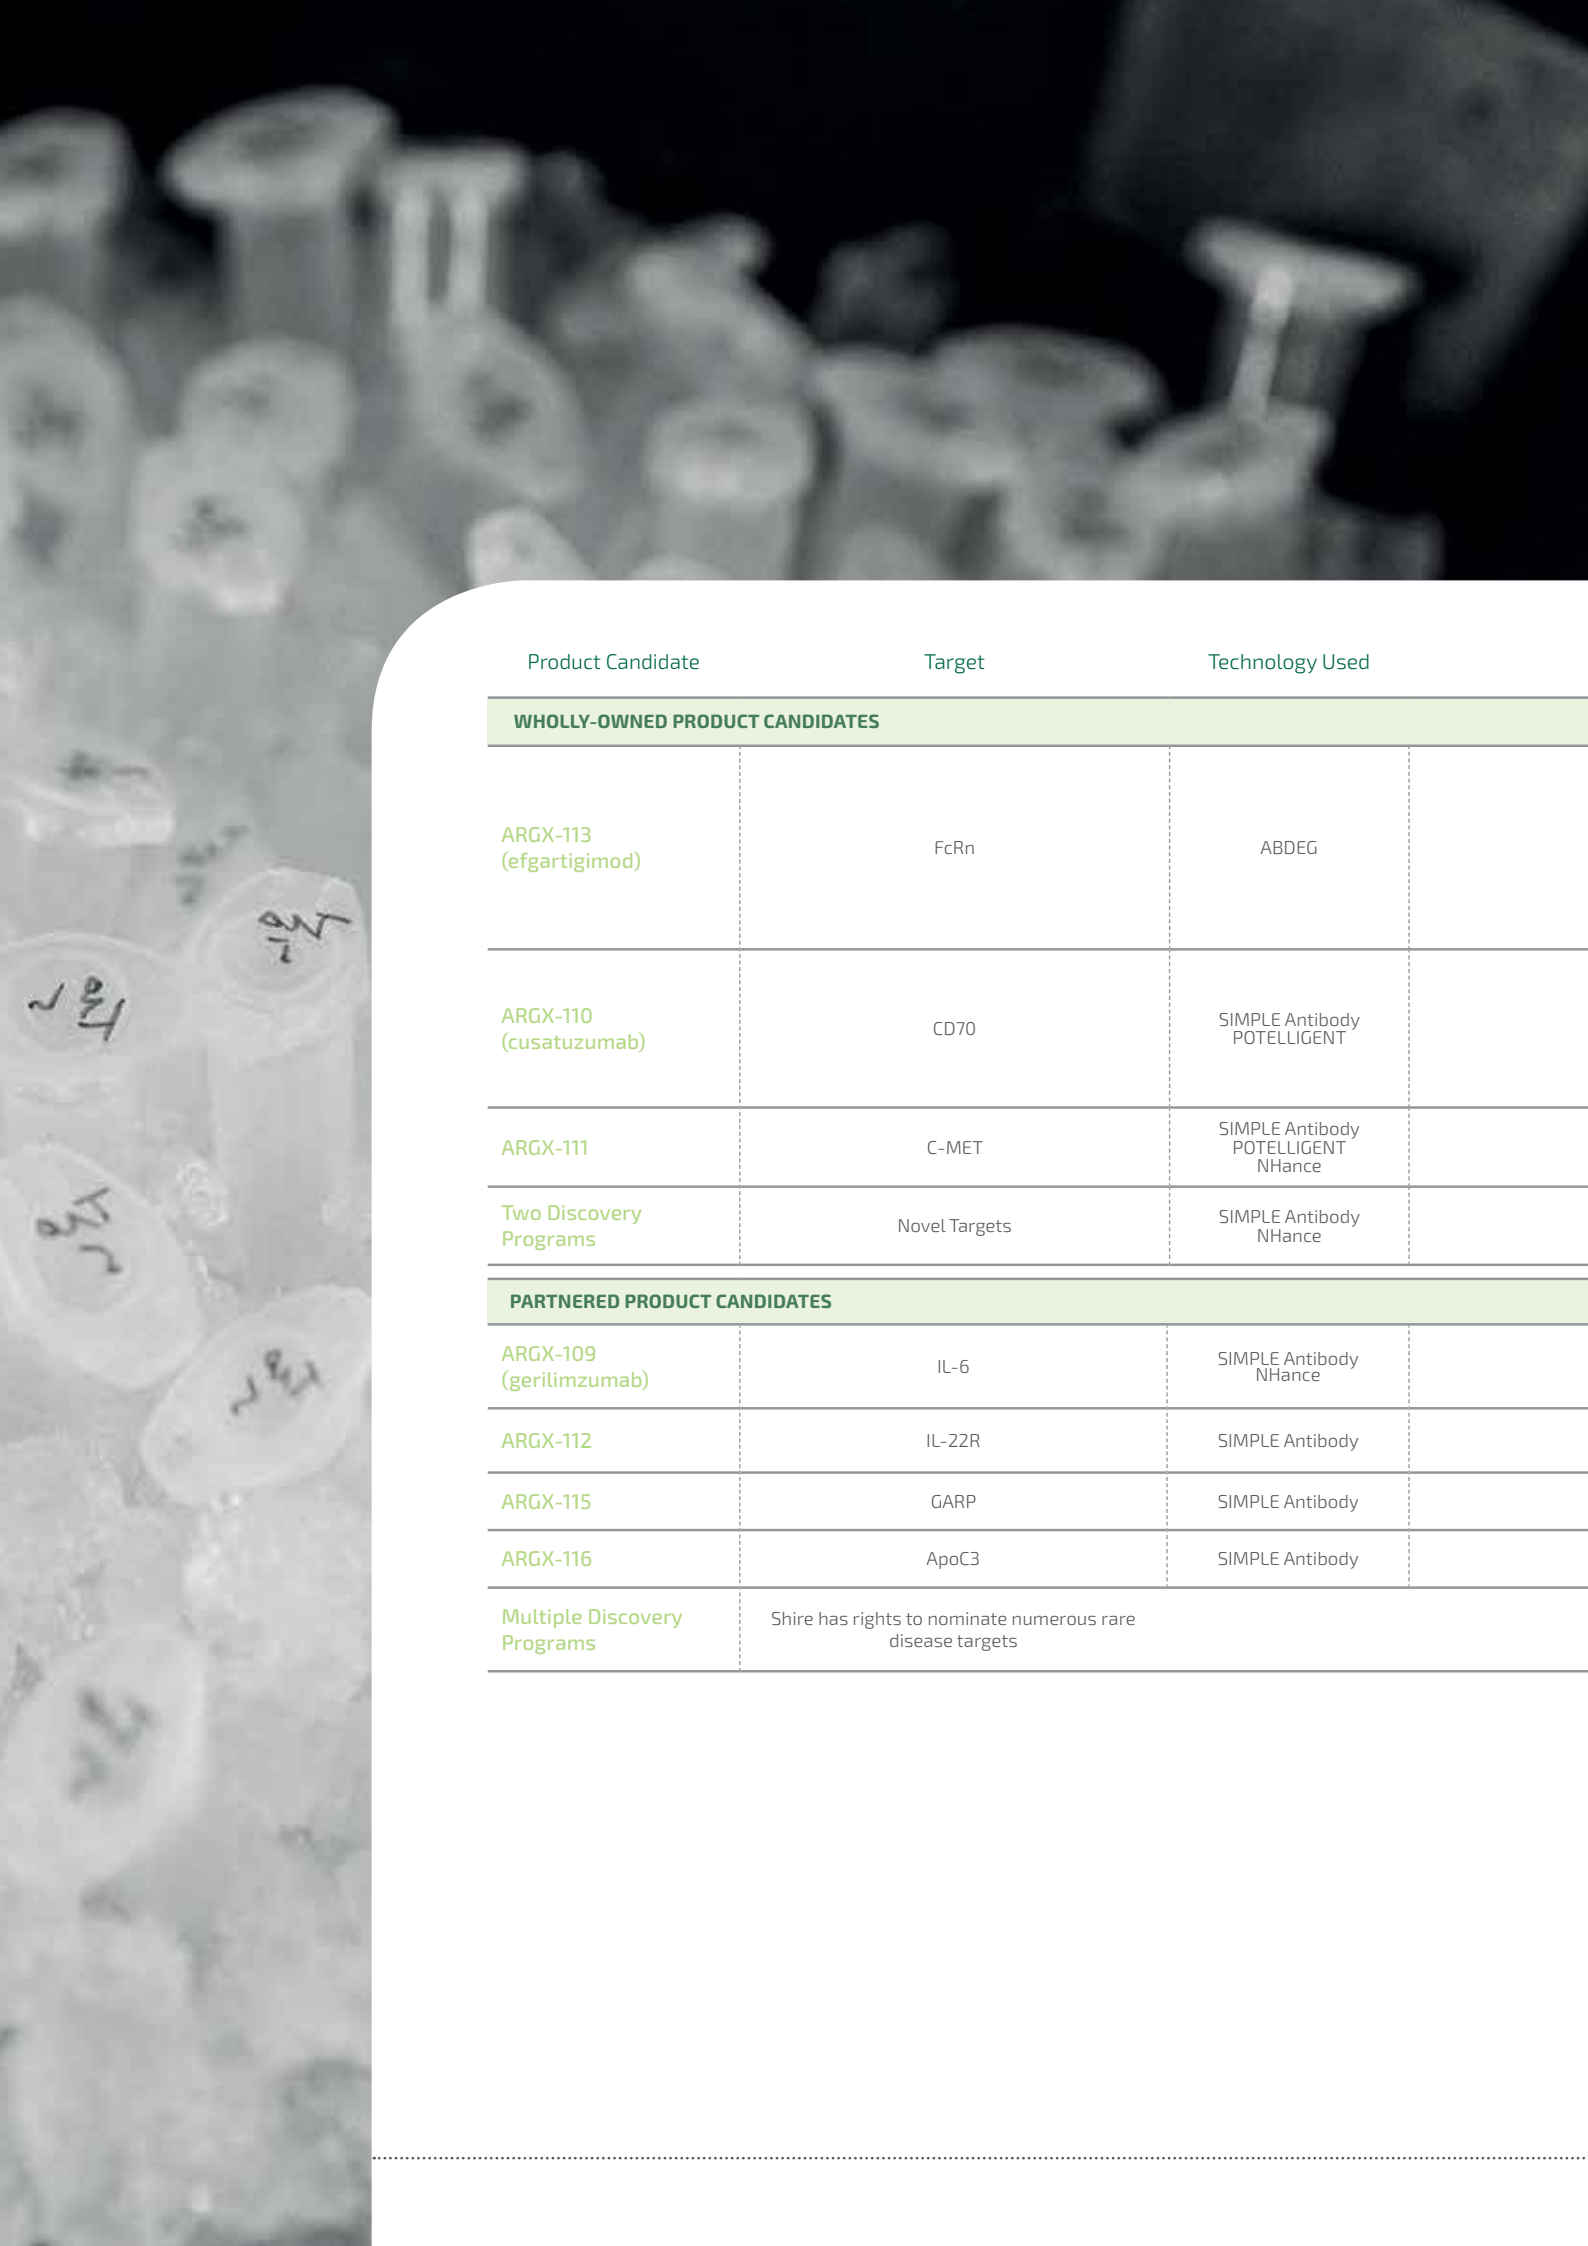 Product Candidate Target Technology Used
WHOLLY-OWNED PRODUCT CANDIDATES
ARGX-113
(efgartigimod)
FcRn
ABDEG
ARGX-110
(cusatuzumab)
CD70
SIMPLE Antibody
POTELLIGENT
ARGX-111
C-MET
SIMPLE Antibody
POTELLIGENT
NHance
Two Discovery
Programs
Novel Targets
SIMPLE Antibody
NHance
PARTNERED PRODUCT CANDIDATES
ARGX-109
(gerilimzumab)
IL-6
SIMPLE Antibody
NHance
ARGX-112
IL-22R
SIMPLE Antibody
ARGX-115
GARP
SIMPLE Antibody
ARGX-116
ApoC3
SIMPLE Antibody
Multiple Discovery
Programs
Shire has rights to nominate numerous rare
disease targets